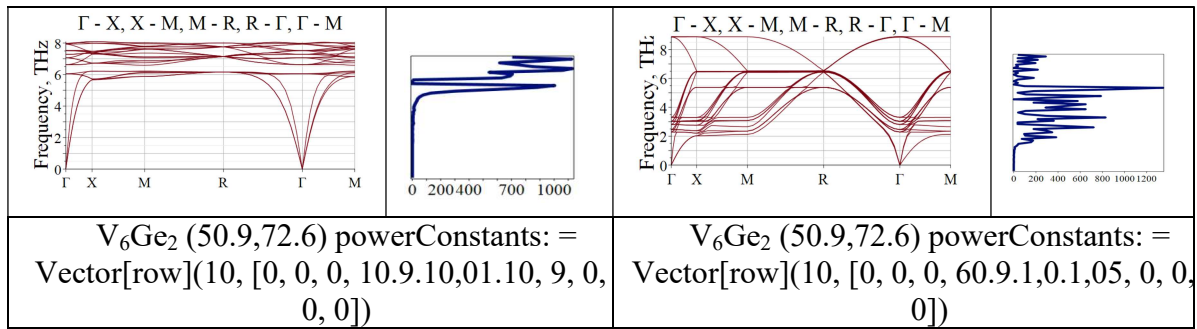 Γ - X, X - M, M - R, R - Γ, Γ - M
Frequency, THz
8
6
4
2
0
Γ X M R Γ M
0 200 400 700 1000
Γ - X, X - M, M - R, R - Γ, Γ - M
Frequency, THz
8
6
4
2
0
Γ X M R Γ M
0 200 400 600 800 1000 1200
V₆Ge₂ (50.9,72.6) powerConstants: =
Vector[row](10, [0, 0, 0, 10.9.10,01.10, 9, 0,
0, 0])
V₆Ge₂ (50.9,72.6) powerConstants: =
Vector[row](10, [0, 0, 0, 60.9.1,0.1,05, 0, 0,
0])